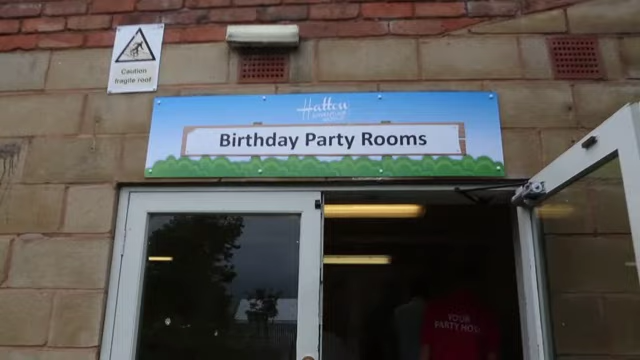 Caution
fragile roof
Hatton
Birthday Party Rooms
YOUR
PARTY HOST